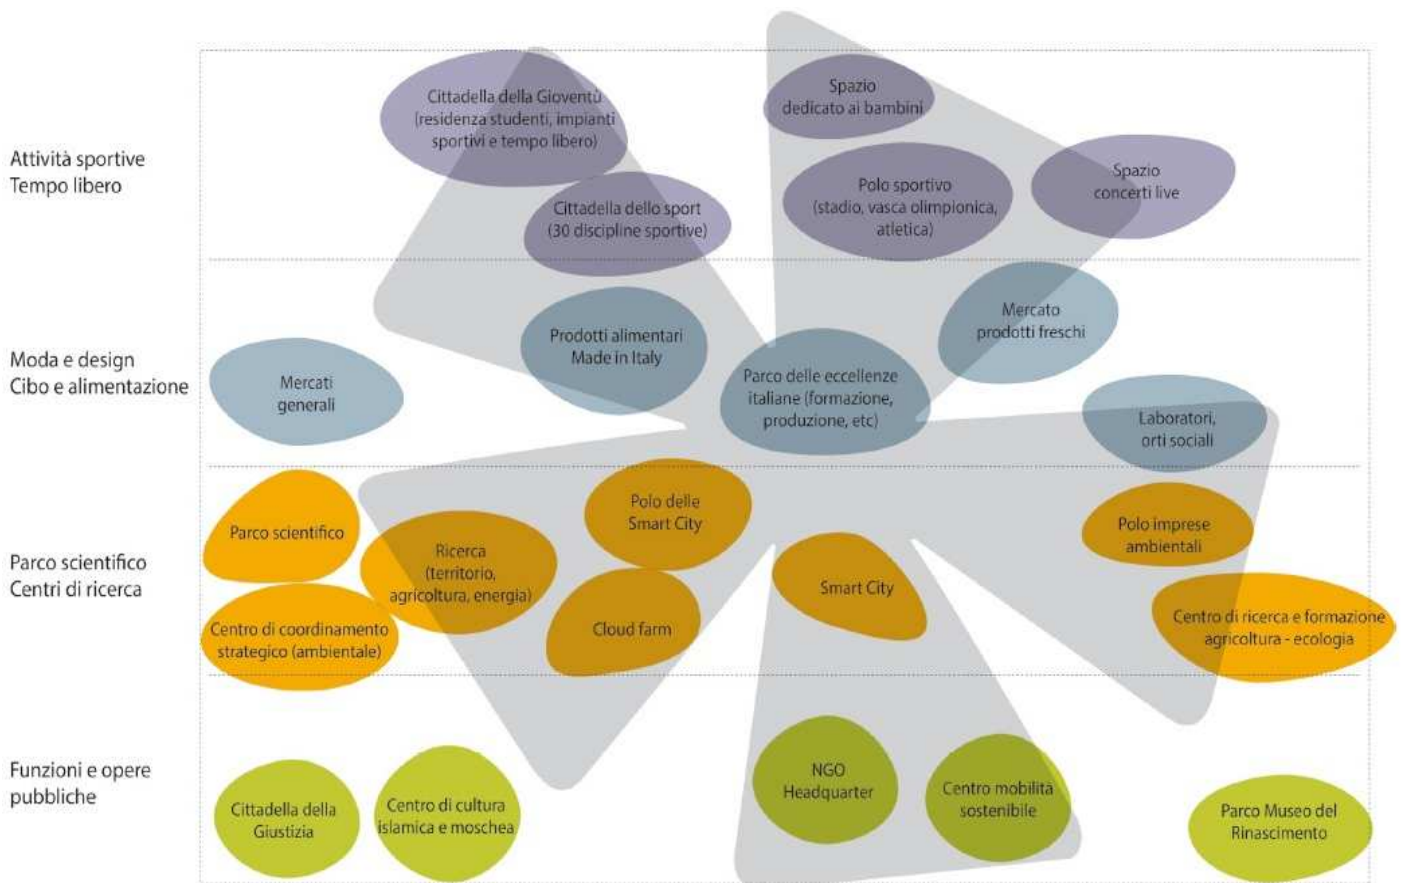 Attività sportive
Tempo libero
Cittadella della Gioventù
(residenza studenti, impianti
sportivi e tempo libero)
Cittadella dello sport
(30 discipline sportive)
Spazio
dedicato ai bambini
Polo sportivo
(stadio, vasca olimpionica,
atletica)
Spazio
concerti live
Moda e design
Cibo e alimentazione
Mercati
generali
Prodotti alimentari
Made in Italy
Parco delle eccellenze
italiane (formazione,
produzione, etc)
Mercato
prodotti freschi
Laboratori,
orti sociali
Parco scientifico
Centri di ricerca
Parco scientifico
Centro di coordinamento
strategico (ambientale)
Ricerca
(territorio,
agricoltura, energia)
Polo delle
Smart City
Cloud farm
Smart City
Polo imprese
ambientali
Centro di ricerca e formazione
agricoltura - ecologia
Funzioni e opere
pubbliche
Cittadella della
Giustizia
Centro di cultura
islamica e moschea
NGO
Headquarter
Centro mobilità
sostenibile
Parco Museo del
Rinascimento